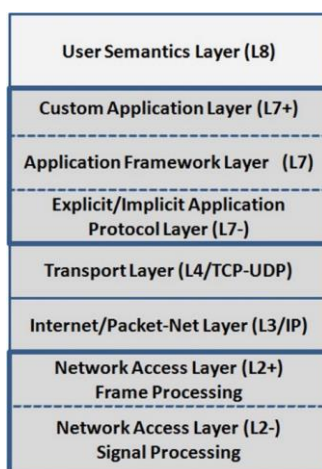 User Semantics Layer (L8)
Custom Application Layer (L7+)
Application Framework Layer (L7)
Explicit/Implicit Application
Protocol Layer (L7-)
Transport Layer (L4/TCP-UDP)
Internet/Packet-Net Layer (L3/IP)
Network Access Layer (L2+)
Frame Processing
Network Access Layer (L2-)
Signal Processing